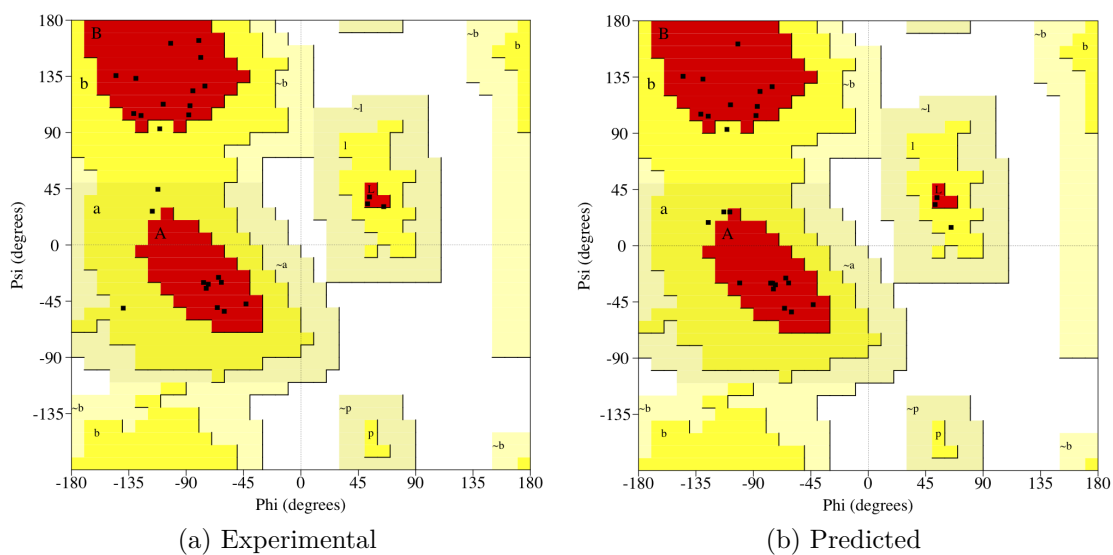 180
135
90
45
0
-45
-90
-135
-180
-180 -135 -90 -45 0 45 90 135 180
Psi (degrees)
Phi (degrees)
B
b
~b
~b
b
~l
l
L
a
A
~a
~b
b
~p
p
~b
(a) Experimental
180
135
90
45
0
-45
-90
-135
-180
-180 -135 -90 -45 0 45 90 135 180
Psi (degrees)
Phi (degrees)
B
b
~b
~b
b
~l
l
L
a
A
~a
~b
b
~p
p
~b
(b) Predicted